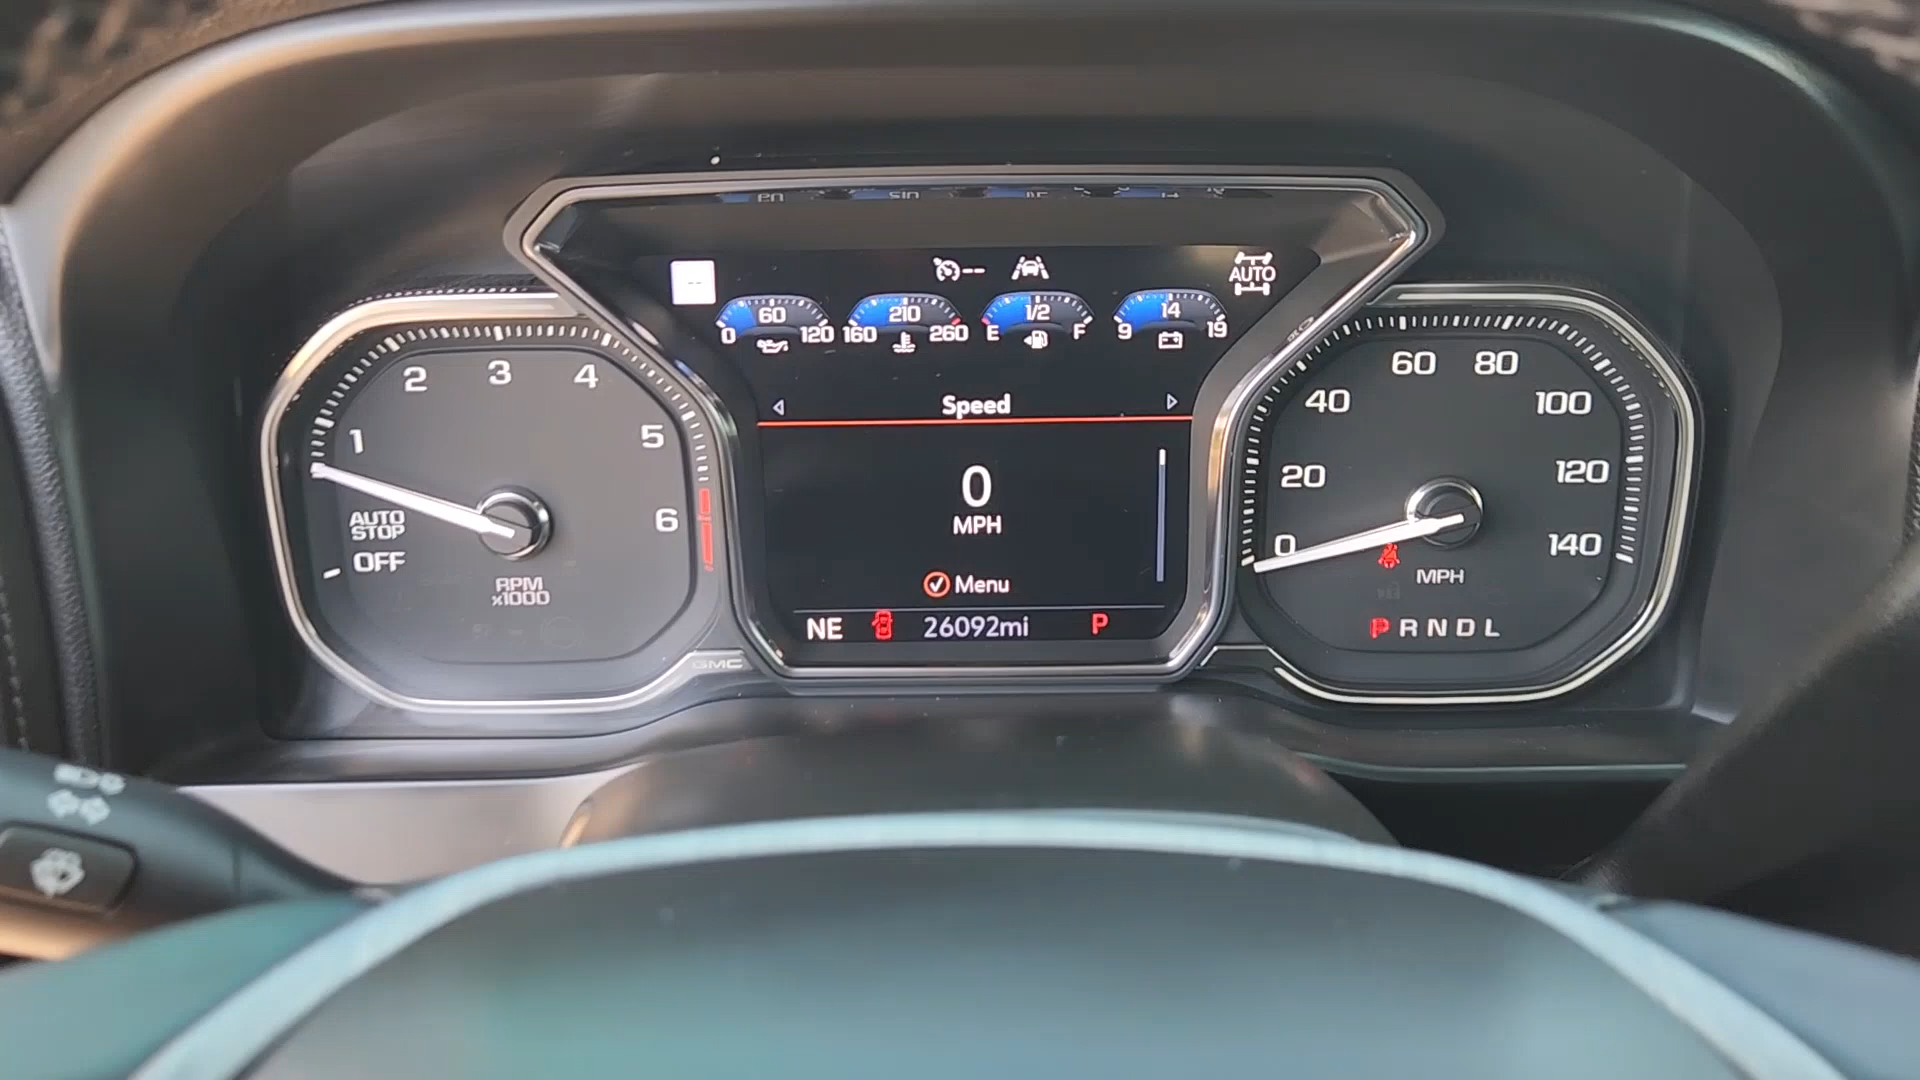 --
--
AUTO
60
0 120
210
160 260
1/2
E F
14
9 19
Speed
0
MPH
Menu
NE 26092mi P
1
2
3
4
5
6
AUTO
STOP
OFF
RPM
x1000
GMC
0
20
40
60
80
100
120
140
MPH
P R N D L